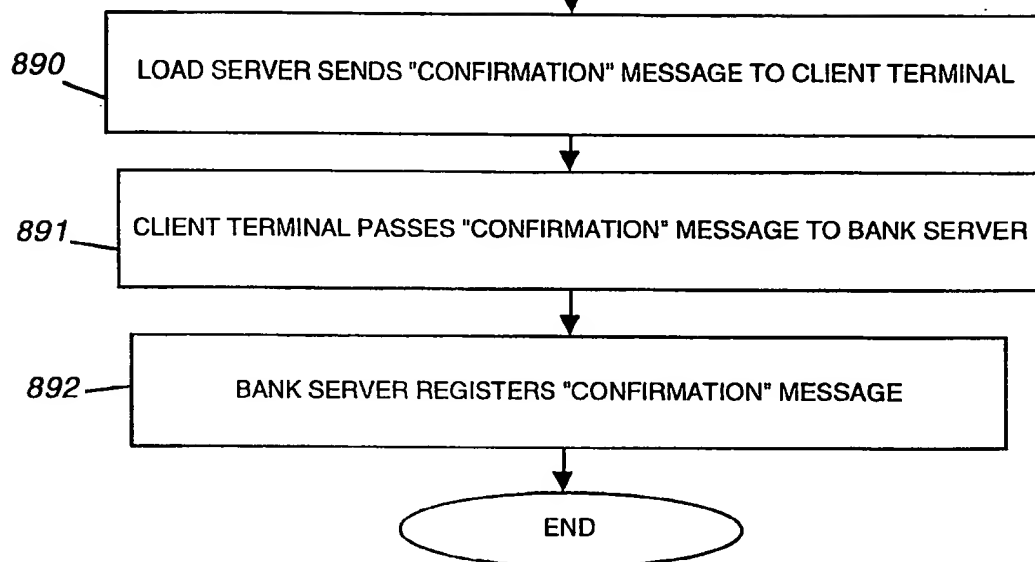 890
LOAD SERVER SENDS "CONFIRMATION" MESSAGE TO CLIENT TERMINAL
891
CLIENT TERMINAL PASSES "CONFIRMATION" MESSAGE TO BANK SERVER
892
BANK SERVER REGISTERS "CONFIRMATION" MESSAGE
END